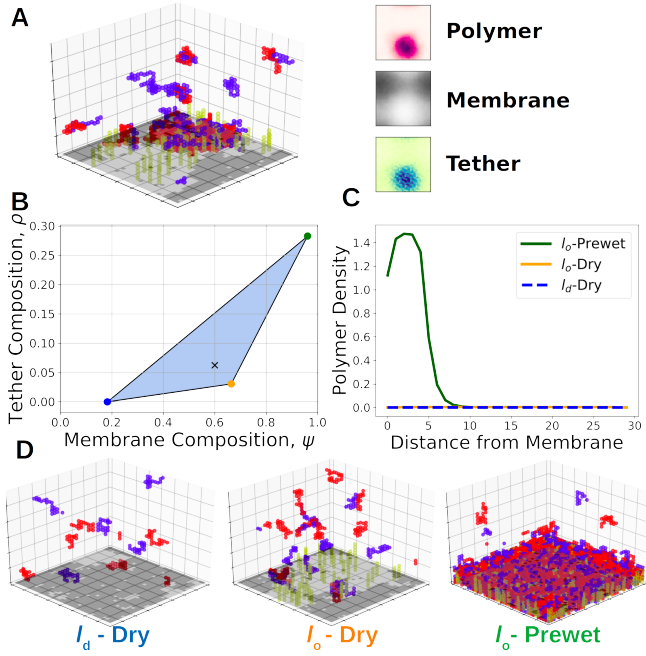 A
Polymer
Membrane
Tether
B
Tether Composition, ρ
0.30
0.25
0.20
0.15
0.10
0.05
0.00
0.0 0.2 0.4 0.6 0.8 1.0
Membrane Composition, ψ
C
Polymer Density
1.4
1.2
1.0
0.8
0.6
0.4
0.2
0.0
0 5 10 15 20 25 30
Distance from Membrane
lo-Prewet
lo-Dry
ld-Dry
D
ld - Dry
lo - Dry
lo - Prewet